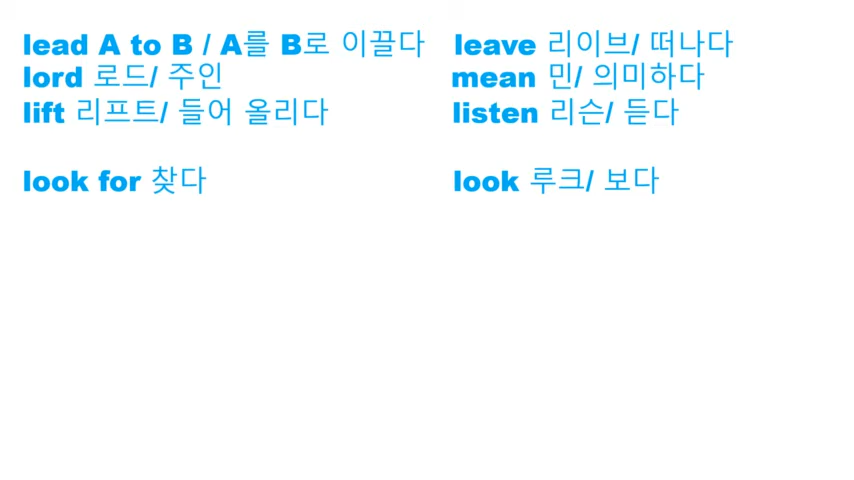 lead A to B / A를 B로 이끌다
lord 로드/ 주인
lift 리프트/ 들어 올리다
look for 찾다
leave 리이브/ 떠나다
mean 민/ 의미하다
listen 리슨/ 듣다
look 루크/ 보다